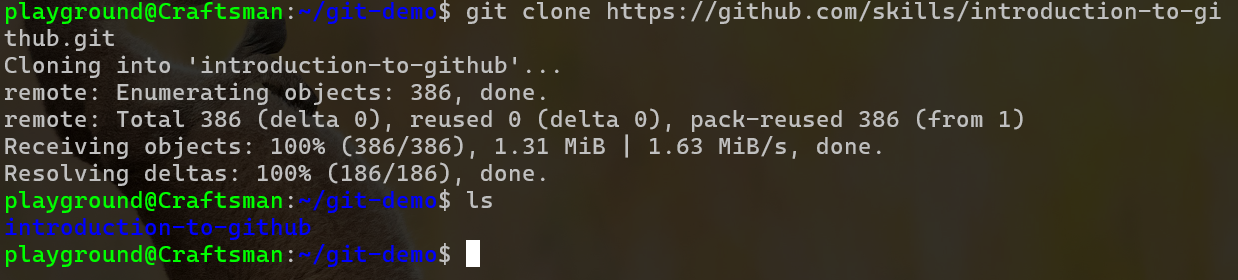 playground@Craftsman:~/git-demo$ git clone https://github.com/skills/introduction-to-gi
thub.git
Cloning into 'introduction-to-github'...
remote: Enumerating objects: 386, done.
remote: Total 386 (delta 0), reused 0 (delta 0), pack-reused 386 (from 1)
Receiving objects: 100% (386/386), 1.31 MiB | 1.63 MiB/s, done.
Resolving deltas: 100% (186/186), done.
playground@Craftsman:~/git-demo$ ls
introduction-to-github
playground@Craftsman:~/git-demo$